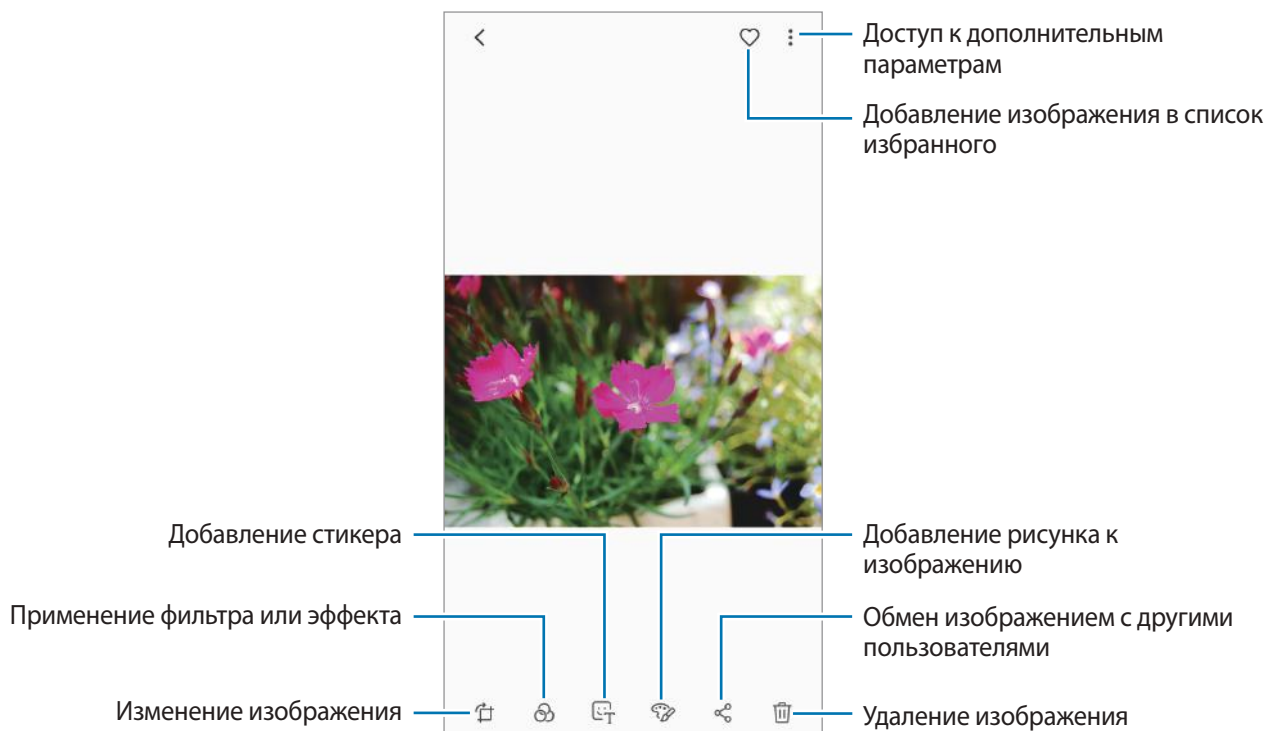 Доступ к дополнительным
параметрам
Добавление изображения в список
избранного
Добавление стикера
Применение фильтра или эффекта
Изменение изображения
Добавление рисунка к
изображению
Обмен изображением с другими
пользователями
Удаление изображения